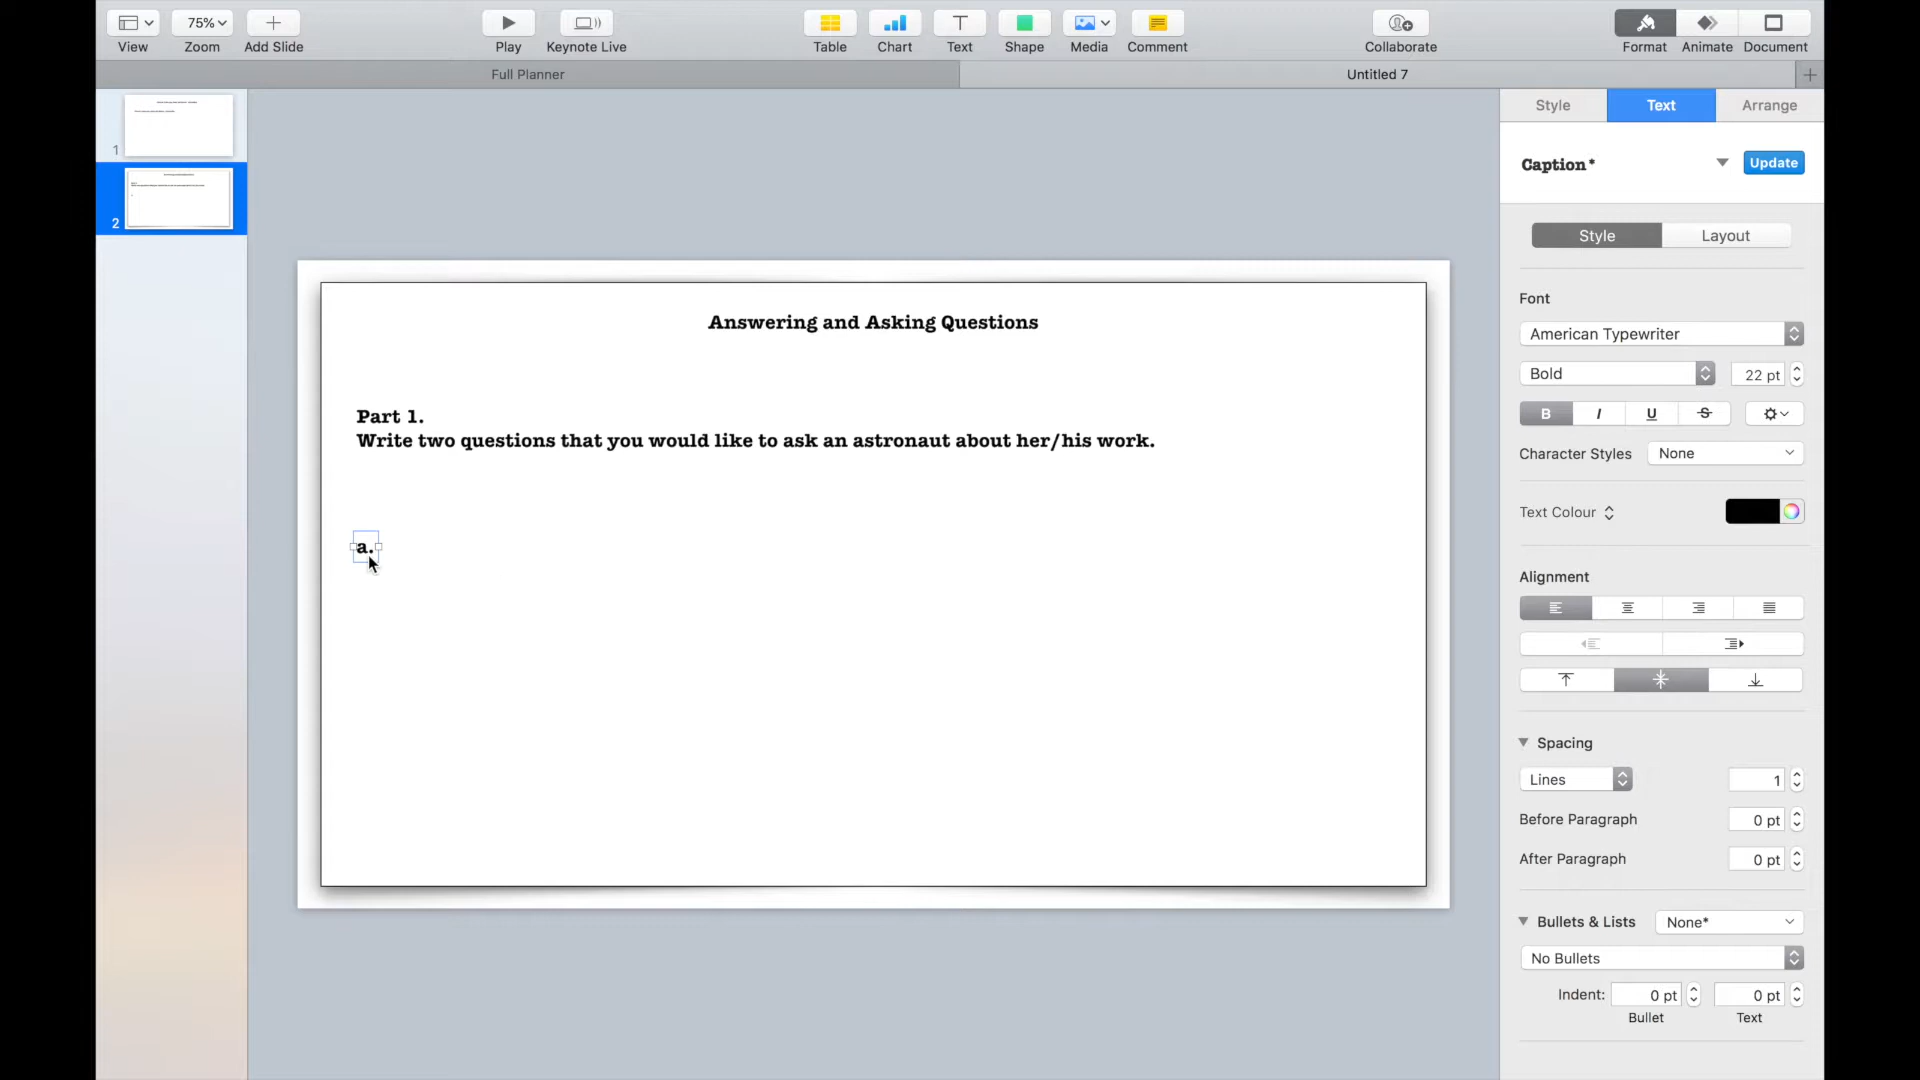 75%
View
Zoom
Add Slide
Play
Keynote Live
Table
Chart
Text
Shape
Media
Comment
Collaborate
Format
Animate
Document
Full Planner
Untitled 7
1
2
Answering and Asking Questions
Part 1.
Write two questions that you would like to ask an astronaut about her/his work.
a.
Style
Text
Arrange
Caption*
Update
Style
Layout
Font
American Typewriter
Bold
22 pt
B I U S
Character Styles
None
Text Colour
Alignment
Spacing
Lines
1
Before Paragraph
0 pt
After Paragraph
0 pt
Bullets & Lists
None*
No Bullets
Indent:
0 pt
0 pt
Bullet
Text